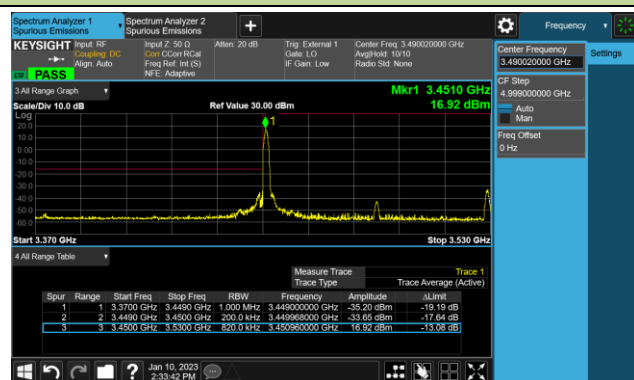 Spectrum Analyzer 1
Spurious Emissions
Spectrum Analyzer 2
Spurious Emissions
Frequency
KEYSIGHT
Input: RF
Coupling: DC
Align: Auto
Input Z: 50 Ω
Corr CCorr RCal
Freq Ref: Int (S)
NFE: Adaptive
Atten: 20 dB
Trig: External 1
Gate: LO
IF Gain: Low
Center Freq: 3.490020000 GHz
Avg|Hold: 10/10
Radio Std: None
PASS
Center Frequency
3.490020000 GHz
Settings
CF Step
4.999000000 GHz
Auto
Man
Freq Offset
0 Hz
3 All Range Graph
Mkr1 3.4510 GHz
Scale/Div 10.0 dB
Ref Value 30.00 dBm
16.92 dBm
Log
20.0
10.0
0.00
-10.0
-20.0
-30.0
-40.0
-50.0
-60.0
1
Start 3.370 GHz
Stop 3.530 GHz
4 All Range Table
Measure Trace Trace 1
Trace Type Trace Average (Active)
Spur Range Start Freq Stop Freq RBW Frequency Amplitude ΔLimit
1 1 3.3700 GHz 3.4490 GHz 1.000 MHz 3.449000000 GHz -35.20 dBm -19.19 dB
2 2 3.4490 GHz 3.4500 GHz 200.0 kHz 3.449968000 GHz -33.65 dBm -17.64 dB
3 3 3.4500 GHz 3.5300 GHz 820.0 kHz 3.450960000 GHz 16.92 dBm -13.08 dB
Jan 10, 2023
2:33:42 PM